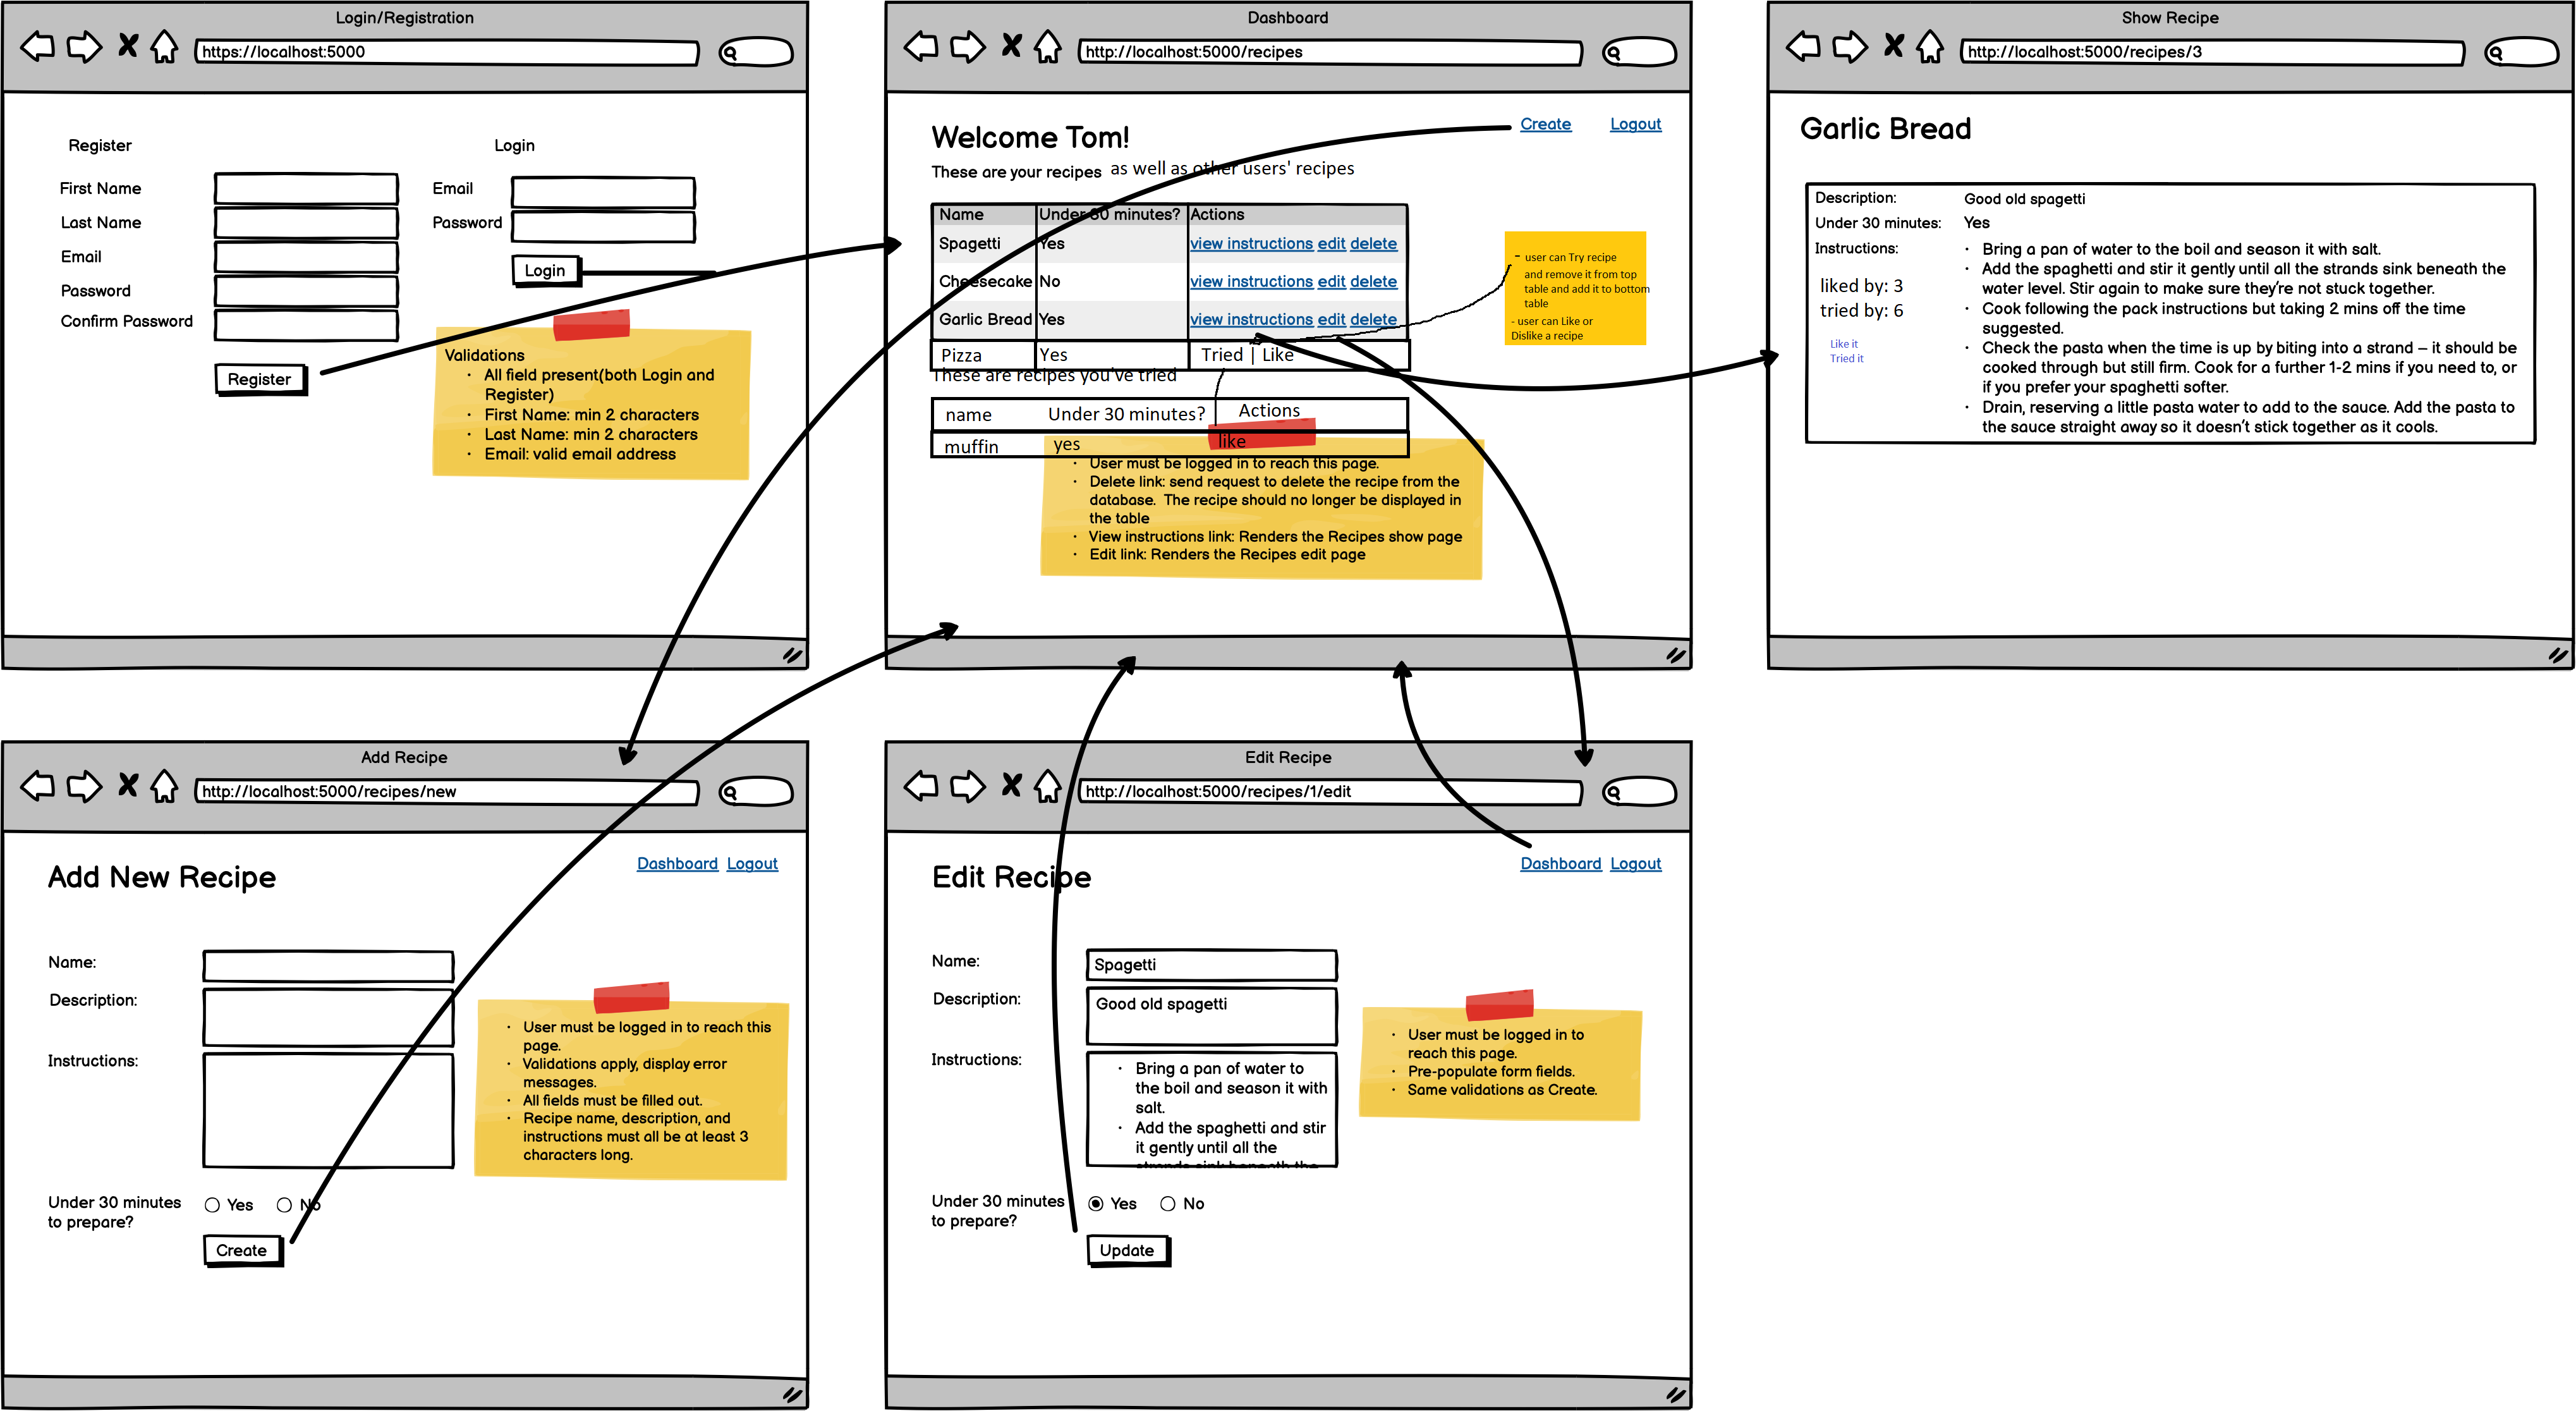 Login/Registration
https://localhost:5000
Register
Login
First Name
Last Name
Email
Password
Confirm Password
Register
Email
Password
Login
Validations
· All field present(both Login and
Register)
· First Name: min 2 characters
· Last Name: min 2 characters
· Email: valid email address
Dashboard
http://localhost:5000/recipes
Create Logout
Welcome Tom!
These are your recipes as well as other users' recipes
Name Under 30 minutes? Actions
Spagetti Yes view instructions edit delete
Cheesecake No view instructions edit delete
Garlic Bread Yes view instructions edit delete
Pizza Yes Tried | Like
These are recipes you've tried
name Under 30 minutes? Actions
muffin yes like
- user can Try recipe
and remove it from top
table and add it to bottom
table
- user can Like or
Dislike a recipe
· User must be logged in to reach this page.
· Delete link: send request to delete the recipe from the
database. The recipe should no longer be displayed in
the table
· View instructions link: Renders the Recipes show page
· Edit link: Renders the Recipes edit page
Show Recipe
http://localhost:5000/recipes/3
Garlic Bread
Description: Good old spagetti
Under 30 minutes: Yes
Instructions:
liked by: 3
tried by: 6
Like it
Tried it
· Bring a pan of water to the boil and season it with salt.
· Add the spaghetti and stir it gently until all the strands sink beneath the
water level. Stir again to make sure they're not stuck together.
· Cook following the pack instructions but taking 2 mins off the time
suggested.
· Check the pasta when the time is up by biting into a strand – it should be
cooked through but still firm. Cook for a further 1-2 mins if you need to, or
if you prefer your spaghetti softer.
· Drain, reserving a little pasta water to add to the sauce. Add the pasta to
the sauce straight away so it doesn't stick together as it cools.
Add Recipe
http://localhost:5000/recipes/new
Dashboard Logout
Add New Recipe
Name:
Description:
Instructions:
Under 30 minutes
to prepare?
Yes No
Create
· User must be logged in to reach this
page.
· Validations apply, display error
messages.
· All fields must be filled out.
· Recipe name, description, and
instructions must all be at least 3
characters long.
Edit Recipe
http://localhost:5000/recipes/1/edit
Dashboard Logout
Edit Recipe
Name: Spagetti
Description: Good old spagetti
Instructions:
· Bring a pan of water to
the boil and season it with
salt.
· Add the spaghetti and stir
it gently until all the
strands sink beneath the
Under 30 minutes
to prepare?
Yes No
Update
· User must be logged in to
reach this page.
· Pre-populate form fields.
· Same validations as Create.